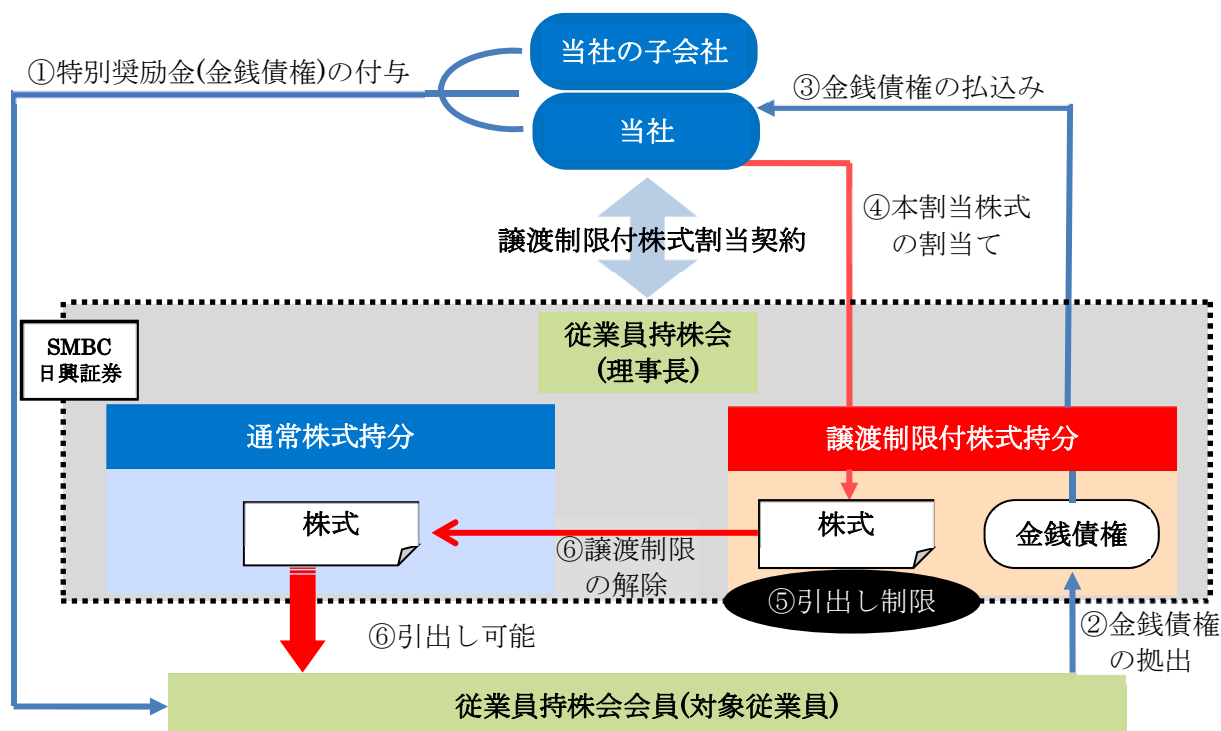 当社の子会社
①特別奨励金(金銭債権)の付与
③金銭債権の払込み
当社
④本割当株式
の割当て
譲渡制限付株式割当契約
従業員持株会
(理事長)
SMBC
日興証券
通常株式持分
譲渡制限付株式持分
株式
株式
金銭債権
⑥譲渡制限
の解除
⑤引出し制限
⑥引出し可能
②金銭債権
の拠出
従業員持株会会員(対象従業員)